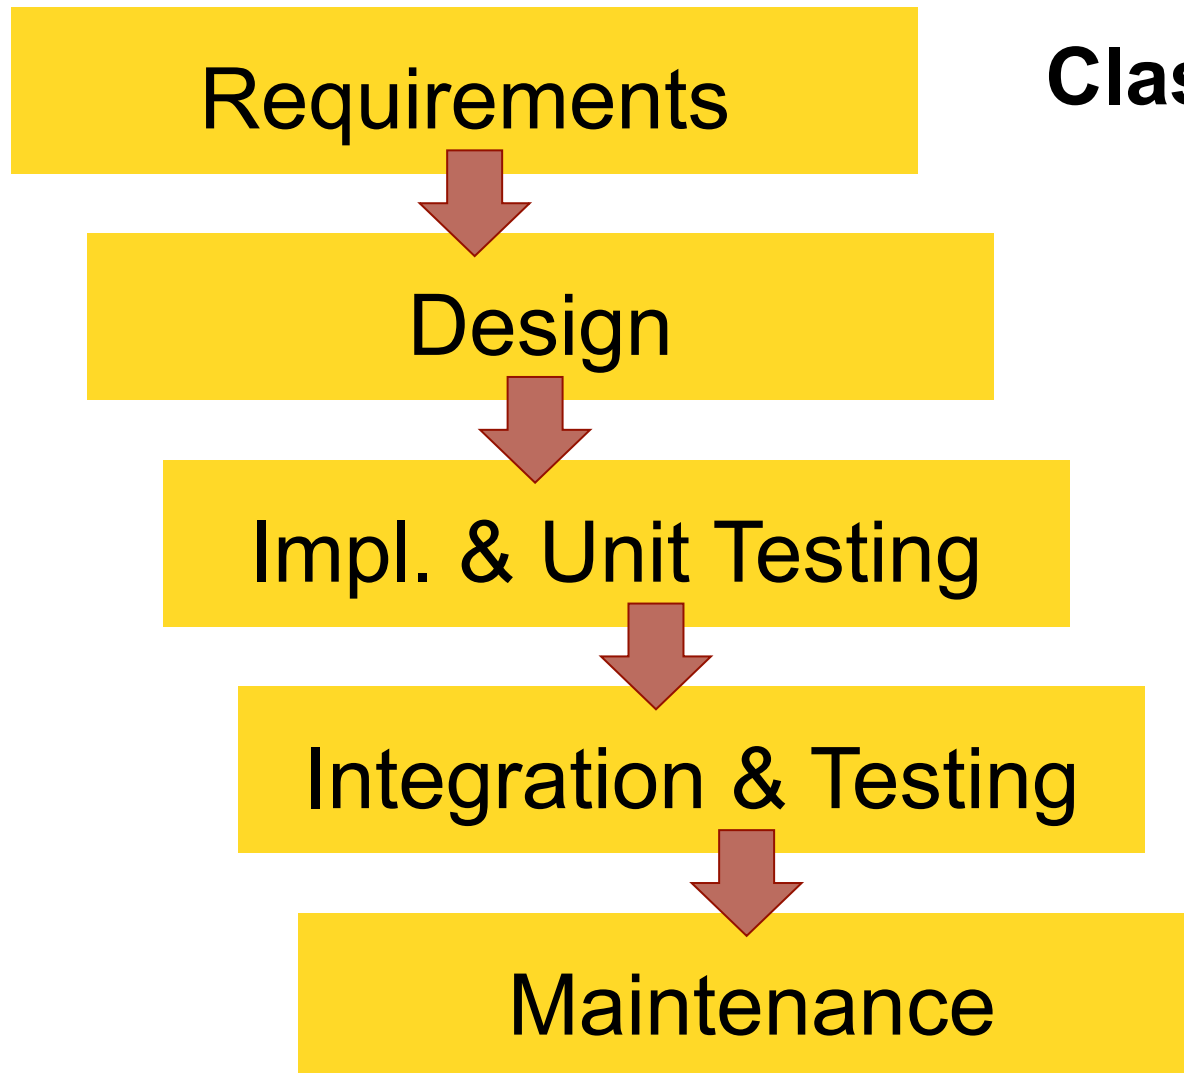 Requirements
Design
Impl. & Unit Testing
Integration & Testing
Maintenance